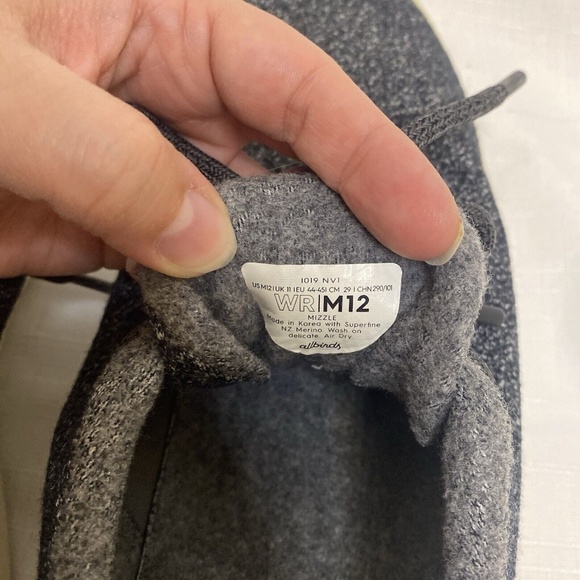 1019 NV1
US M12 | UK 11 | EU 44-45 | CM 29 | CHN 290/101
WR|M12
MIZZLE
Made in Korea with Superfine
NZ Merino. Wash on
delicate. Air Dry.
allbirds